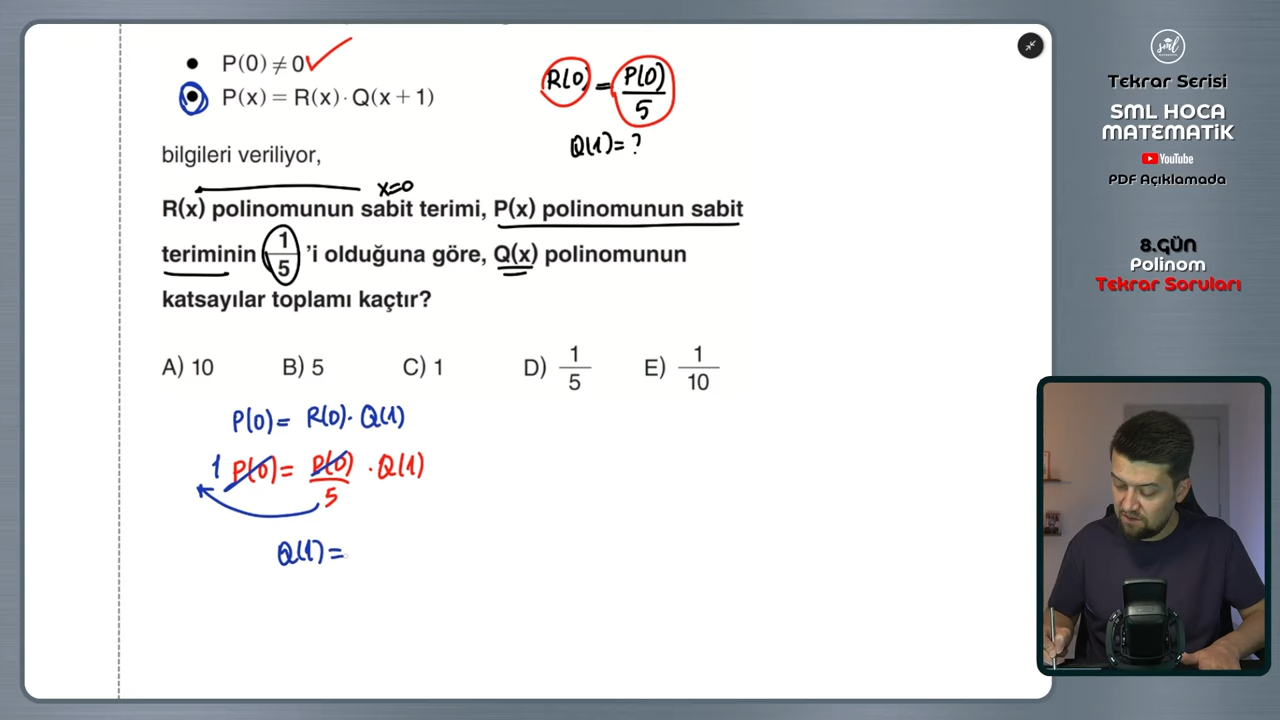 • P(0) ≠ 0
• P(x) = R(x) · Q(x + 1)
R(0) = P(0)/5
Q(1) = ?
bilgileri veriliyor,
x=0
R(x) polinomunun sabit terimi, P(x) polinomunun sabit
teriminin 1/5 'i olduğuna göre, Q(x) polinomunun
katsayılar toplamı kaçtır?
A) 10 B) 5 C) 1 D) 1/5 E) 1/10
P(0) = R(0) · Q(1)
1 P(0) = P(0)/5 · Q(1)
Q(1) =
sml
Tekrar Serisi
SML HOCA
MATEMATİK
YouTube
PDF Açıklamada
8.GÜN
Polinom
Tekrar Soruları